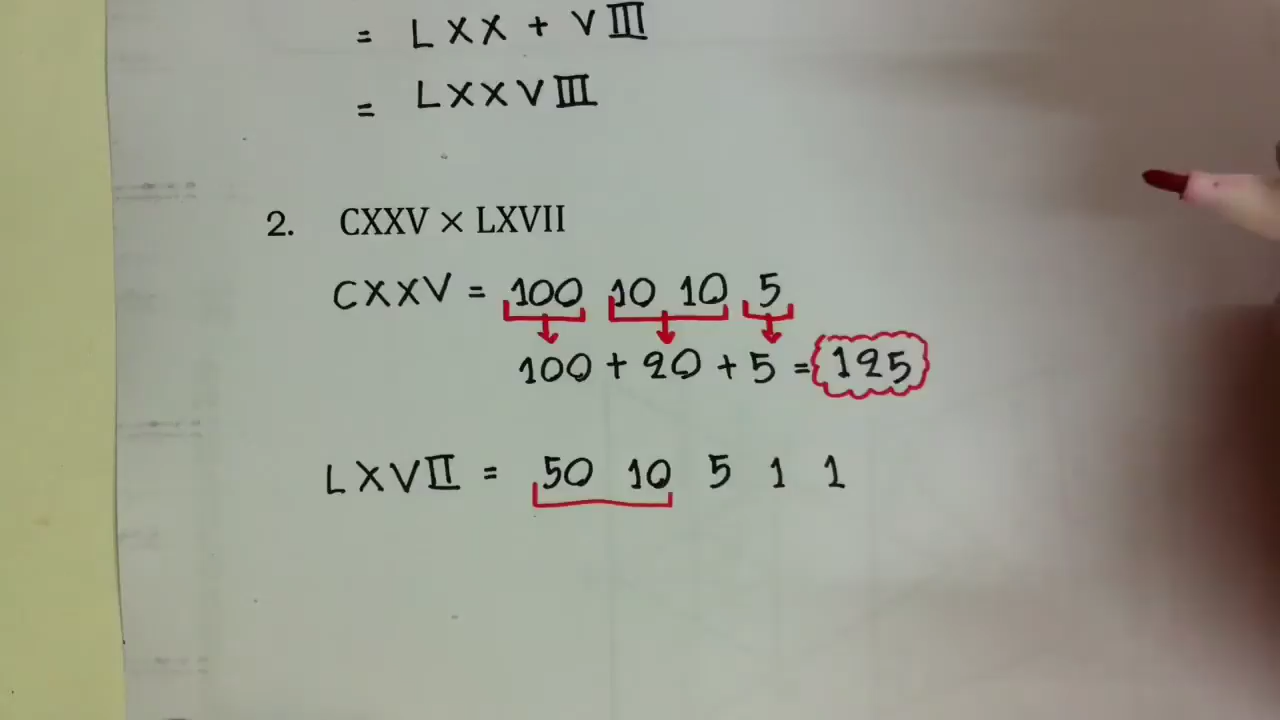 = LXX + VIII
= LXXVIII
2. CXXV × LXVII
CXXV = 100 10 10 5
100 + 20 + 5 = 125
LXVII = 50 10 5 1 1